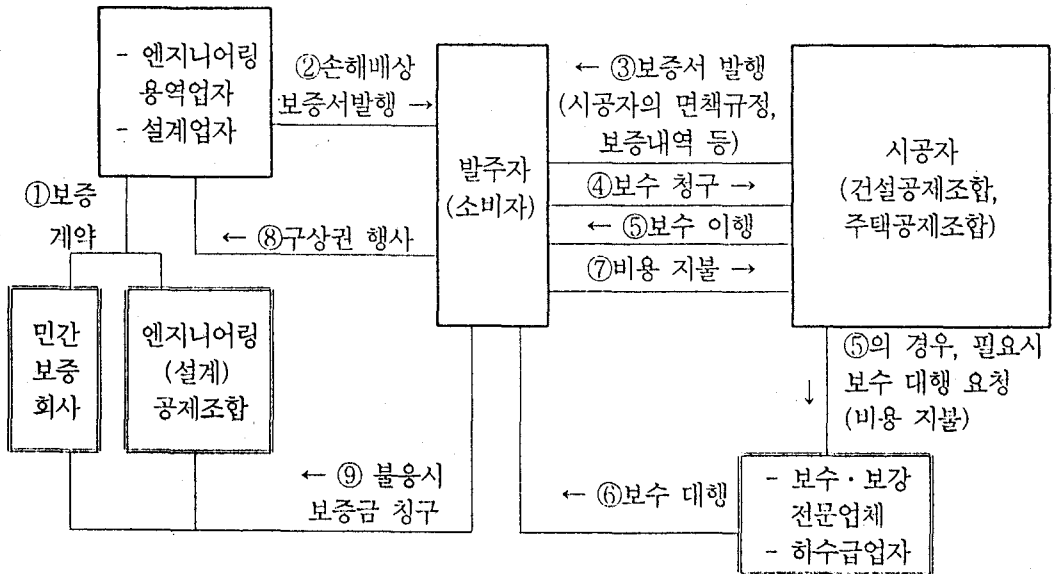 - 엔지니어링
용역업자
- 설계업자
②손해배상
보증서발행 →
발주자
(소비자)
← ③보증서 발행
(시공자의 면책규정,
보증내역 등)
④보수 청구 →
← ⑤보수 이행
⑦비용 지불 →
시공자
(건설공제조합,
주택공제조합)
①보증
계약
← ⑧구상권 행사
민간
보증
회사
엔지니어링
(설계)
공제조합
⑤의 경우, 필요시
↓ 보수 대행 요청
(비용 지불)
← ⑨ 불응시
보증금 청구
← ⑥보수 대행
- 보수·보강
전문업체
- 하수급업자